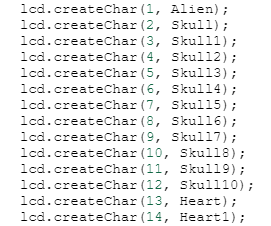 lcd.createChar(1, Alien);
lcd.createChar(2, Skull);
lcd.createChar(3, Skull1);
lcd.createChar(4, Skull2);
lcd.createChar(5, Skull3);
lcd.createChar(6, Skull4);
lcd.createChar(7, Skull5);
lcd.createChar(8, Skull6);
lcd.createChar(9, Skull7);
lcd.createChar(10, Skull8);
lcd.createChar(11, Skull9);
lcd.createChar(12, Skull10);
lcd.createChar(13, Heart);
lcd.createChar(14, Heart1);